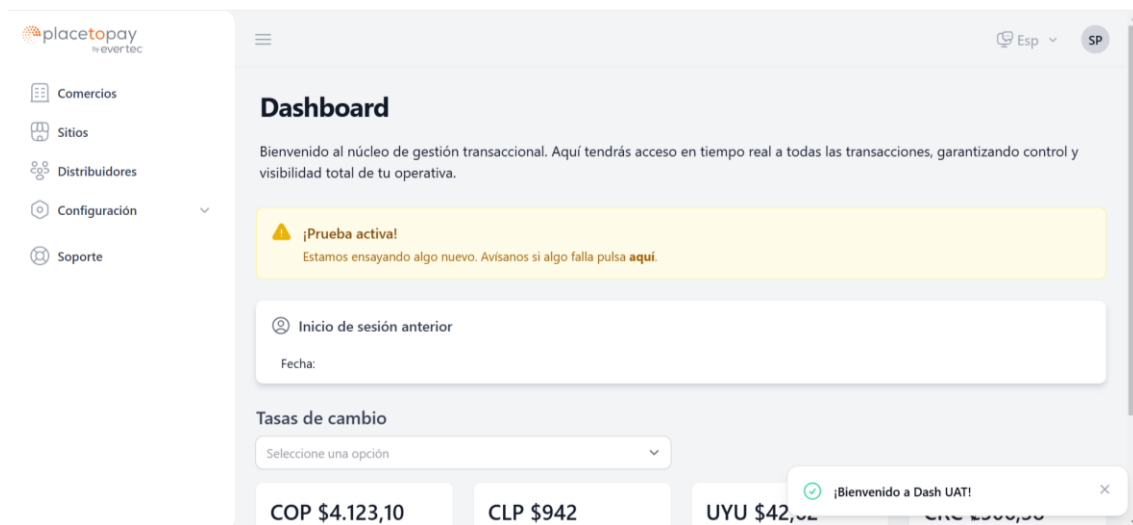 placetopay
by evertec
Esp
SP
Comercios
Sitios
Distribuidores
Configuración
Soporte
Dashboard
Bienvenido al núcleo de gestión transaccional. Aquí tendrás acceso en tiempo real a todas las transacciones, garantizando control y
visibilidad total de tu operativa.
¡Prueba activa!
Estamos ensayando algo nuevo. Avísanos si algo falla pulsa aquí.
Inicio de sesión anterior
Fecha:
Tasas de cambio
Seleccione una opción
COP $4.123,10
CLP $942
UYU
¡Bienvenido a Dash UAT!